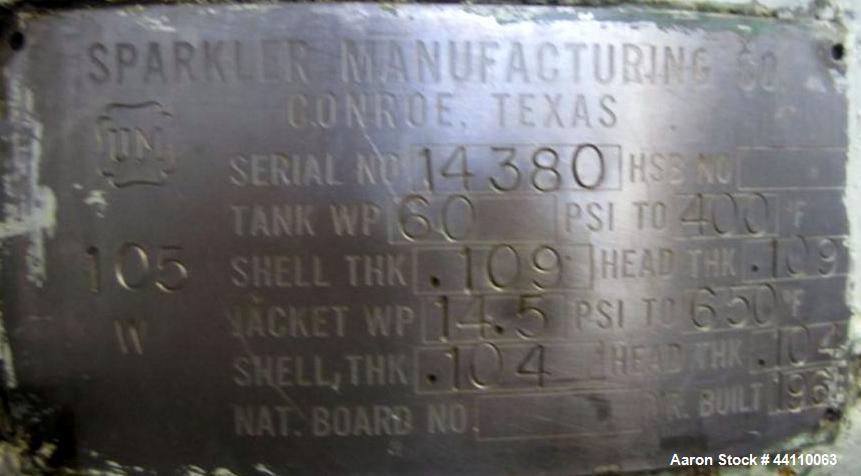 SPARKLER MANUFACTURING CO.
CONROE, TEXAS
UM
SERIAL NO 14380 HSB NO
TANK WP 60 PSI TO 400 °F
105 SHELL THK .109 HEAD THK .109
W JACKET WP 14.5 PSI TO 650 °F
SHELL THK .104 HEAD THK .104
NAT. BOARD NO. YR. BUILT
Aaron Stock # 44110063